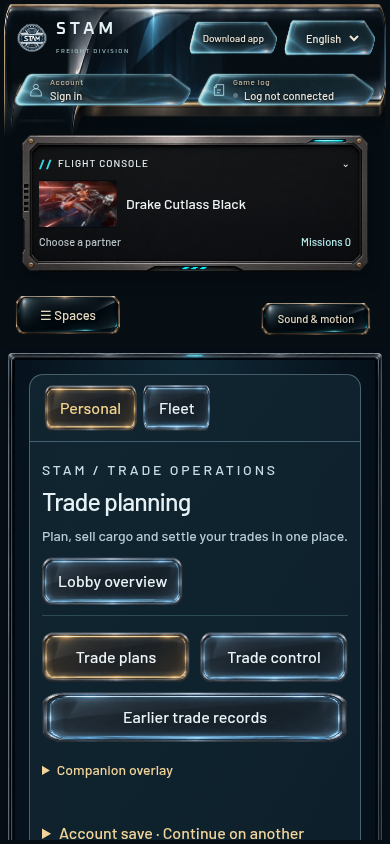 STAM
STAM
FREIGHT DIVISION
Download app
English
Account
Sign in
Game log
Log not connected
FLIGHT CONSOLE
Drake Cutlass Black
Choose a partner
Missions 0
☰ Spaces
Sound & motion
Personal
Fleet
STAM / TRADE OPERATIONS
Trade planning
Plan, sell cargo and settle your trades in one place.
Lobby overview
Trade plans
Trade control
Earlier trade records
▶ Companion overlay
▶ Account save · Continue on another